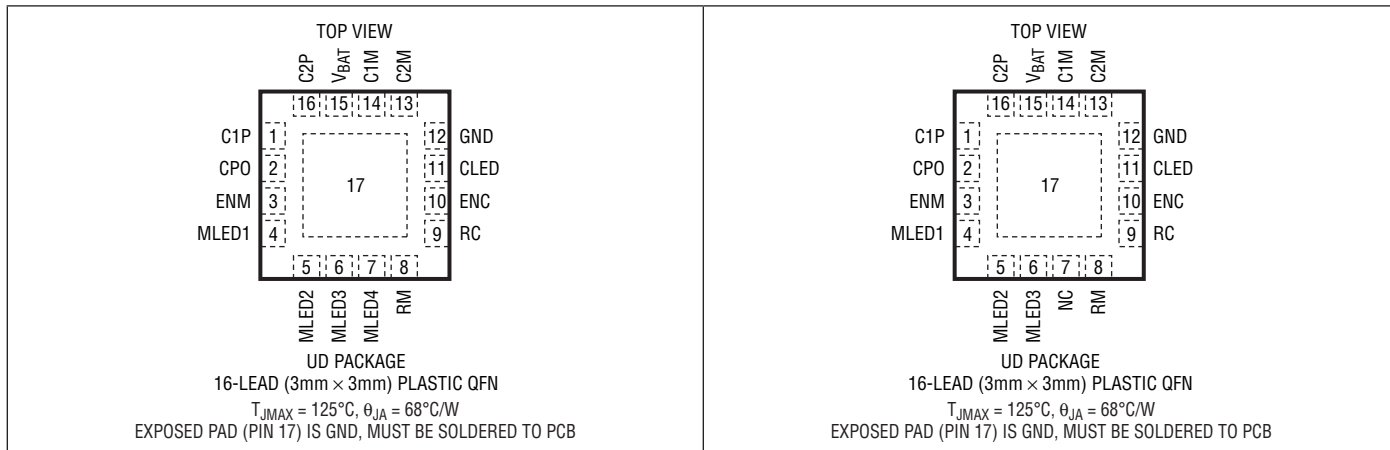 TOP VIEW
C2P
VBAT
C1M
C2M
16 15 14 13
C1P 1
12 GND
CPO 2
11 CLED
17
ENM 3
10 ENC
MLED1 4
9 RC
5 6 7 8
MLED2
MLED3
MLED4
RM
UD PACKAGE
16-LEAD (3mm × 3mm) PLASTIC QFN
TJMAX = 125°C, θJA = 68°C/W
EXPOSED PAD (PIN 17) IS GND, MUST BE SOLDERED TO PCB
TOP VIEW
C2P
VBAT
C1M
C2M
16 15 14 13
C1P 1
12 GND
CPO 2
11 CLED
17
ENM 3
10 ENC
MLED1 4
9 RC
5 6 7 8
MLED2
MLED3
NC
RM
UD PACKAGE
16-LEAD (3mm × 3mm) PLASTIC QFN
TJMAX = 125°C, θJA = 68°C/W
EXPOSED PAD (PIN 17) IS GND, MUST BE SOLDERED TO PCB